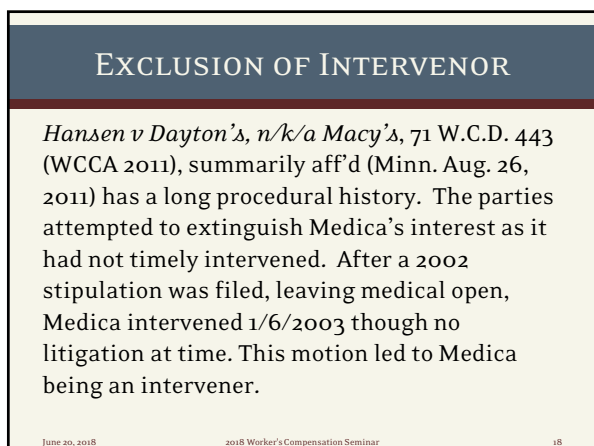 Exclusion of Intervenor
Hansen v Dayton's, n/k/a Macy's, 71 W.C.D. 443
(WCCA 2011), summarily aff'd (Minn. Aug. 26,
2011) has a long procedural history.  The parties
attempted to extinguish Medica's interest as it
had not timely intervened.  After a 2002
stipulation was filed, leaving medical open,
Medica intervened 1/6/2003 though no
litigation at time. This motion led to Medica
being an intervener.
June 20, 2018 2018 Worker's Compensation Seminar 18